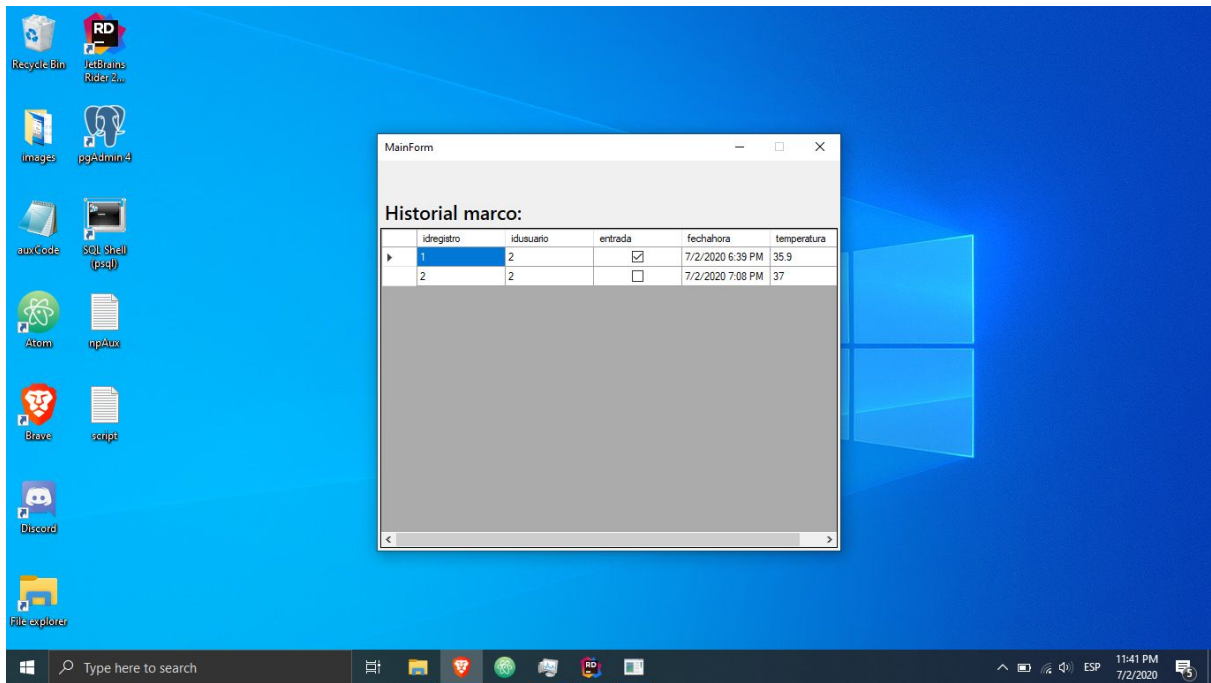 RD
Recycle Bin
JetBrains
Rider 2...
images
pgAdmin 4
auxCode
SQL Shell
(psql)
Atom
npAux
Brave
script
Discord
File explorer
MainForm
Historial marco:
idregistro idusuario entrada fechahora temperatura
1 2 7/2/2020 6:39 PM 35.9
2 2 7/2/2020 7:08 PM 37
Type here to search
RD
ESP
11:41 PM
7/2/2020
5